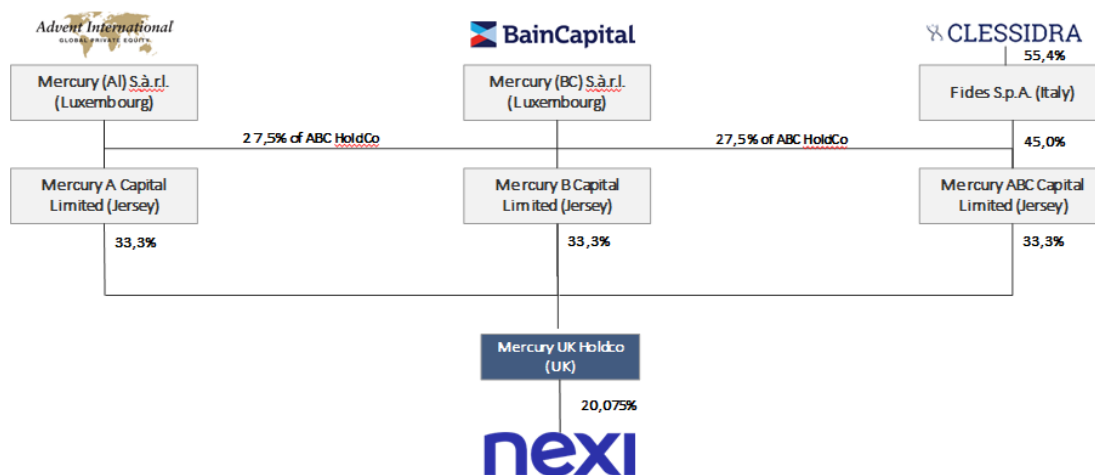 Advent International
GLOBAL PRIVATE EQUITY
BainCapital
CLESSIDRA
55,4%
Mercury (AI) S.à.r.l.
(Luxembourg)
Mercury (BC) S.à.r.l.
(Luxembourg)
Fides S.p.A. (Italy)
27,5% of ABC HoldCo
27,5% of ABC HoldCo
45,0%
Mercury A Capital
Limited (Jersey)
Mercury B Capital
Limited (Jersey)
Mercury ABC Capital
Limited (Jersey)
33,3%
33,3%
33,3%
Mercury UK Holdco
(UK)
20,075%
nexi